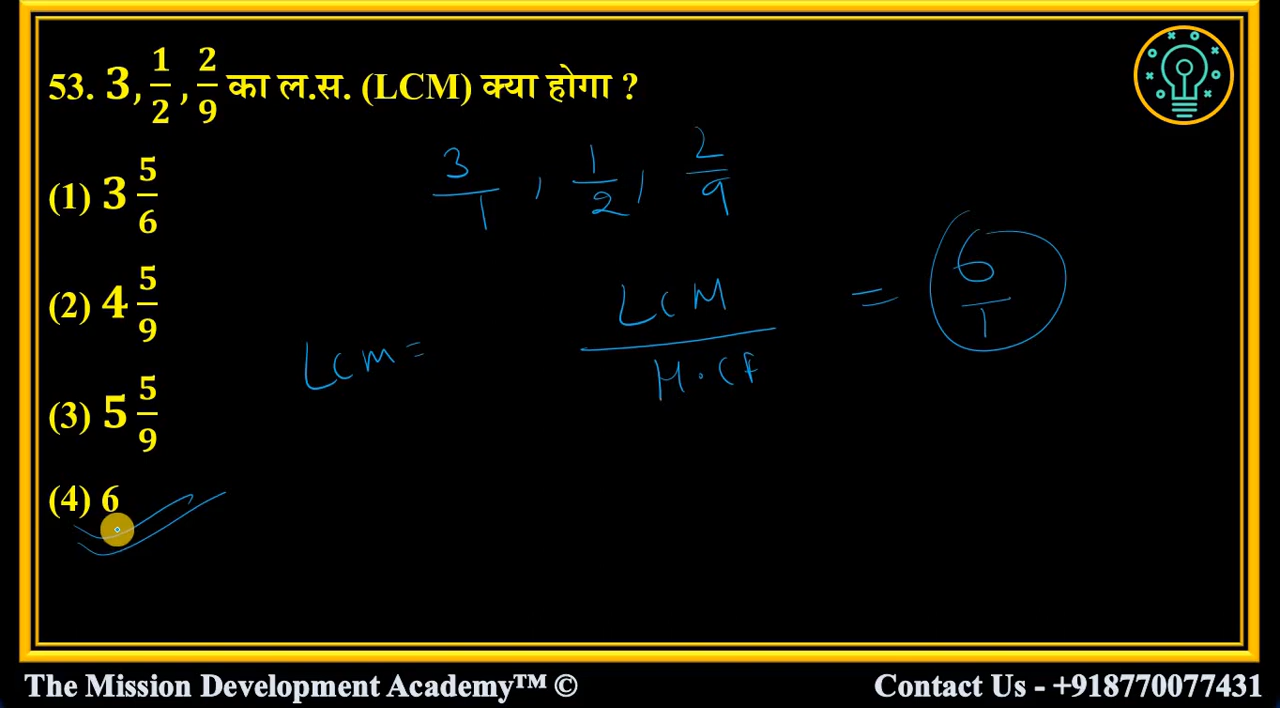 53. 3, 1/2, 2/9 का ल.स. (LCM) क्या होगा ?
3/1 , 1/2 , 2/9
(1) 3 5/6
(2) 4 5/9
LCM = LCM/H.CF = 6/1
(3) 5 5/9
(4) 6
The Mission Development Academy™ ©
Contact Us - +918770077431